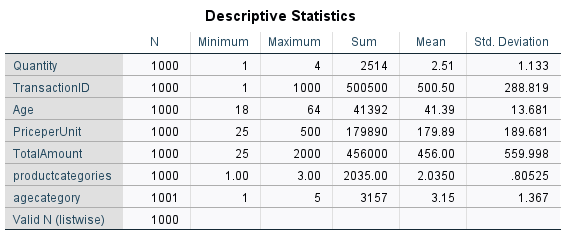 Descriptive Statistics
N Minimum Maximum Sum Mean Std. Deviation
Quantity 1000 1 4 2514 2.51 1.133
TransactionID 1000 1 1000 500500 500.50 288.819
Age 1000 18 64 41392 41.39 13.681
PriceperUnit 1000 25 500 179890 179.89 189.681
TotalAmount 1000 25 2000 456000 456.00 559.998
productcategories 1000 1.00 3.00 2035.00 2.0350 .80525
agecategory 1001 1 5 3157 3.15 1.367
Valid N (listwise) 1000